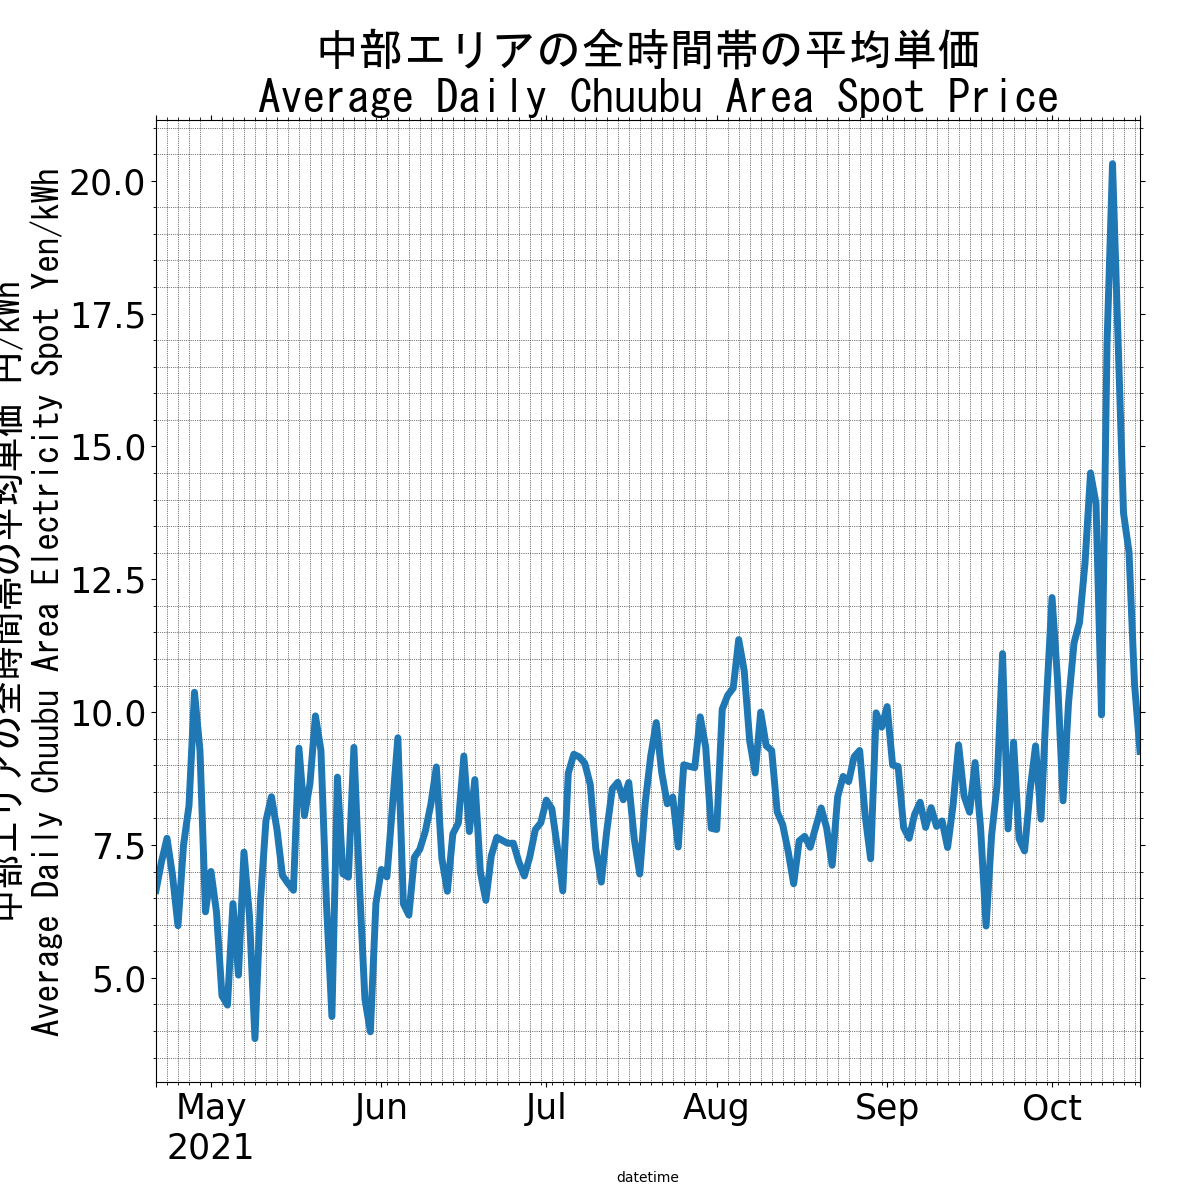 中部エリアの全時間帯の平均単価
Average Daily Chuubu Area Spot Price
中部エリアの全時間帯の平均単価 円/kWh
Average Daily Chuubu Area Electricity Spot Yen/kWh
20.0
17.5
15.0
12.5
10.0
7.5
5.0
May Jun Jul Aug Sep Oct
2021
datetime